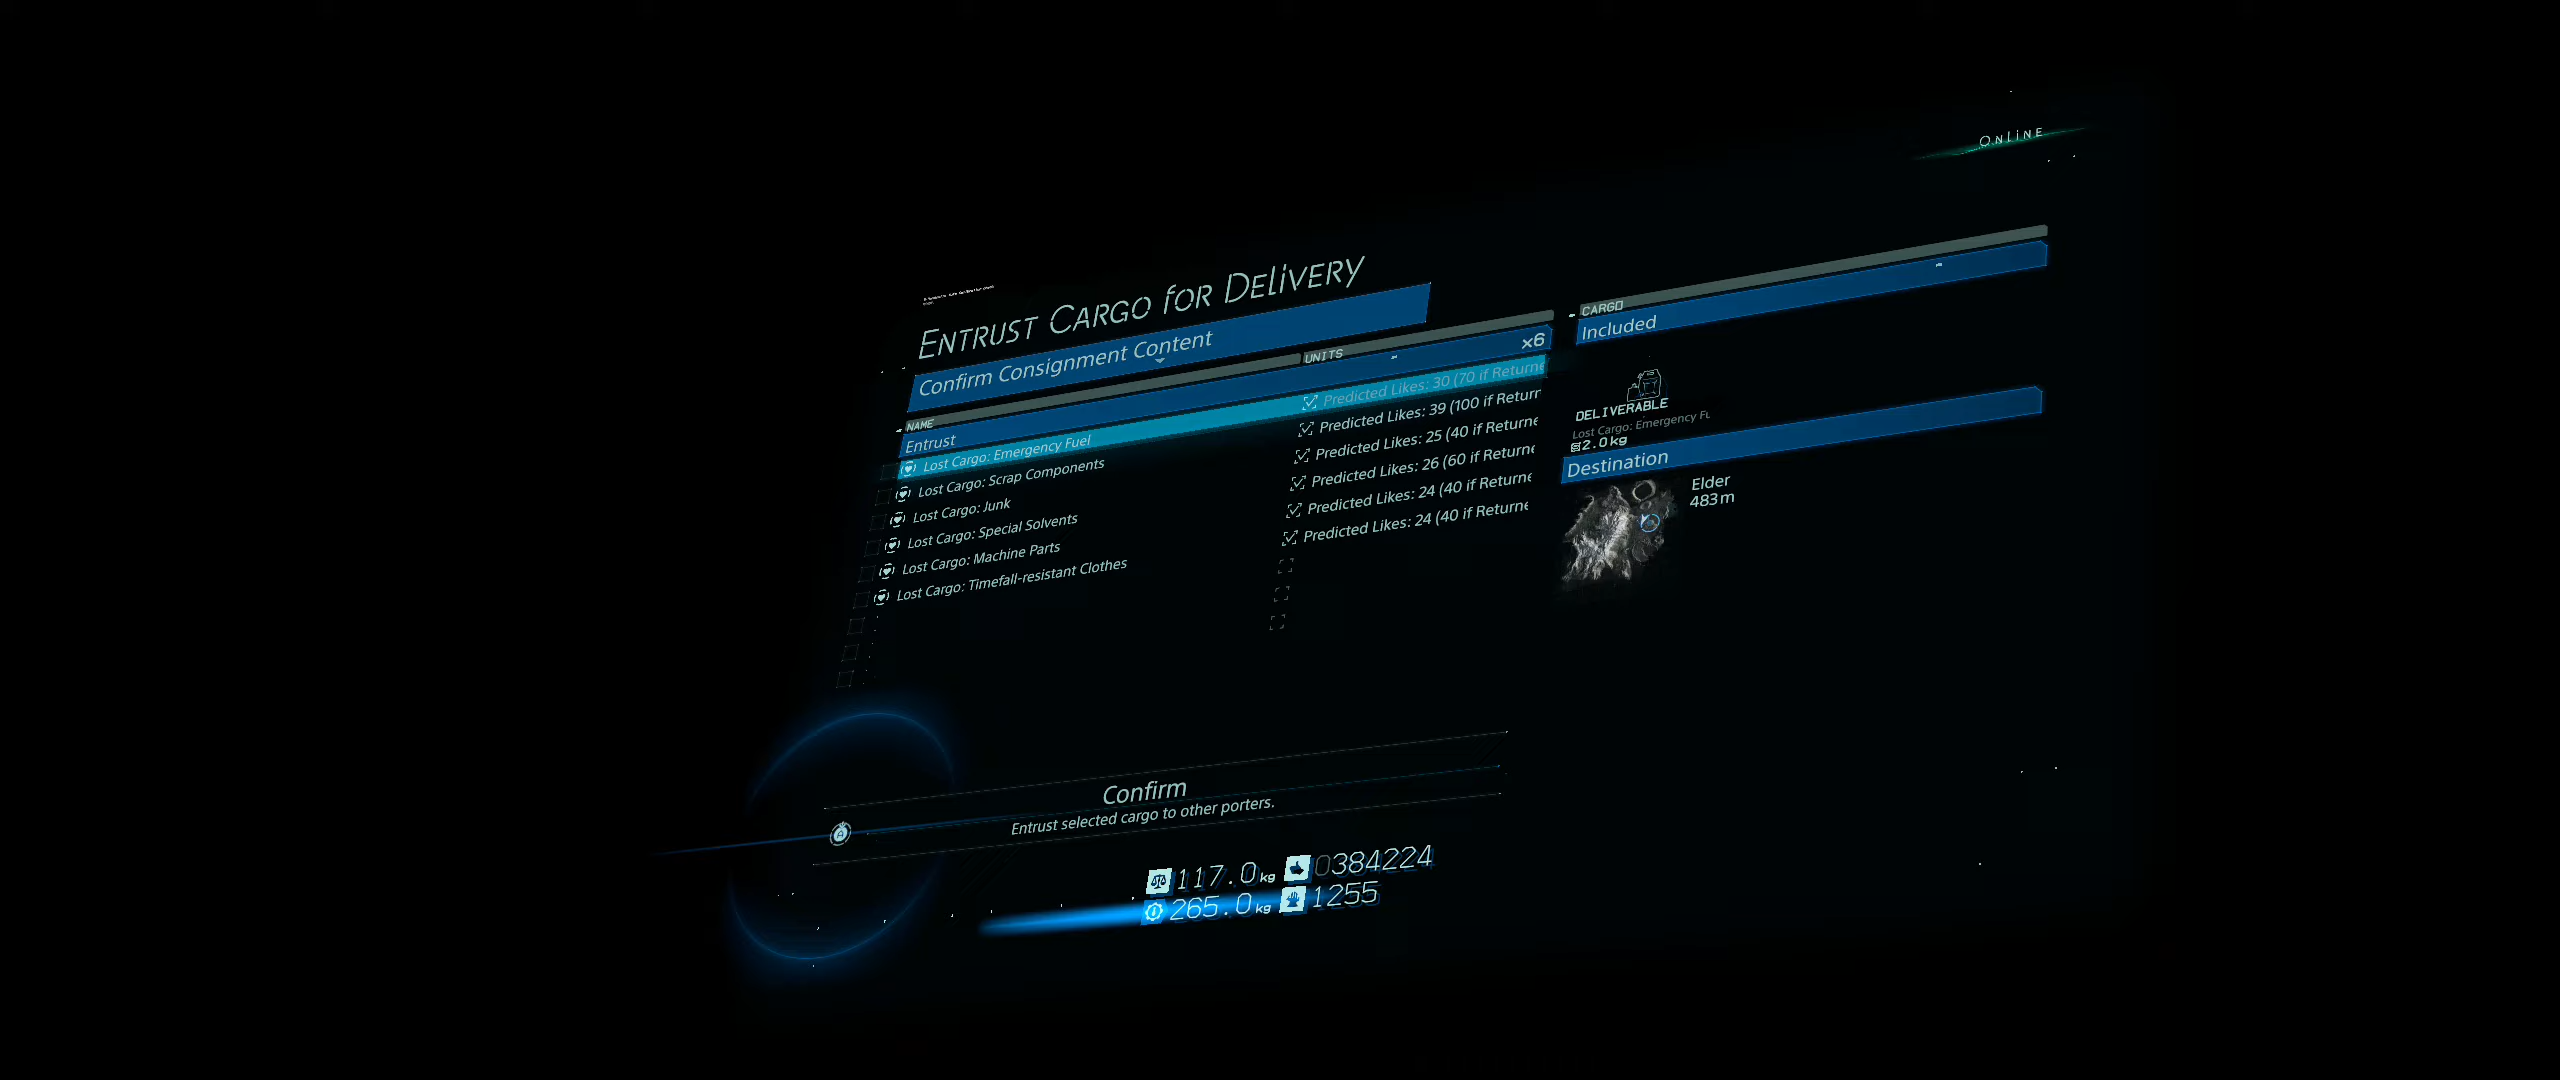 ONLINE
ENTRUST CARGO FOR DELIVERY
Confirm Consignment Content
NAME
UNITS
Entrust
x6
Lost Cargo: Emergency Fuel
Predicted Likes: 30 (70 if Returne
Lost Cargo: Scrap Components
Predicted Likes: 39 (100 if Return
Lost Cargo: Junk
Predicted Likes: 25 (40 if Returne
Lost Cargo: Special Solvents
Predicted Likes: 26 (60 if Returne
Lost Cargo: Machine Parts
Predicted Likes: 24 (40 if Returne
Lost Cargo: Timefall-resistant Clothes
Predicted Likes: 24 (40 if Returne
CARGO
Included
DELIVERABLE
Lost Cargo: Emergency Fu
2.0kg
Destination
Elder
483m
Confirm
Entrust selected cargo to other porters.
117.0kg
0384224
265.0kg
1255